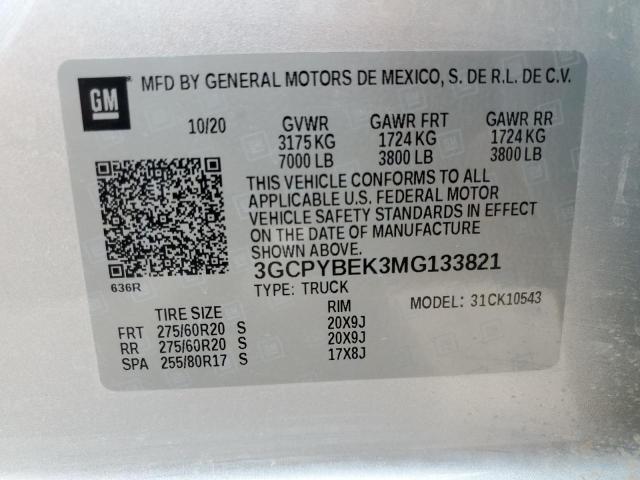 GM
MFD BY GENERAL MOTORS DE MEXICO, S. DE R.L. DE C.V.
10/20 GVWR GAWR FRT GAWR RR
3175 KG 1724 KG 1724 KG
7000 LB 3800 LB 3800 LB
THIS VEHICLE CONFORMS TO ALL
APPLICABLE U.S. FEDERAL MOTOR
VEHICLE SAFETY STANDARDS IN EFFECT
ON THE DATE OF MANUFACTURE
SHOWN ABOVE.
3GCPYBEK3MG133821
636R TYPE: TRUCK MODEL: 31CK10543
TIRE SIZE RIM
FRT 275/60R20 S 20X9J
RR 275/60R20 S 20X9J
SPA 255/80R17 S 17X8J